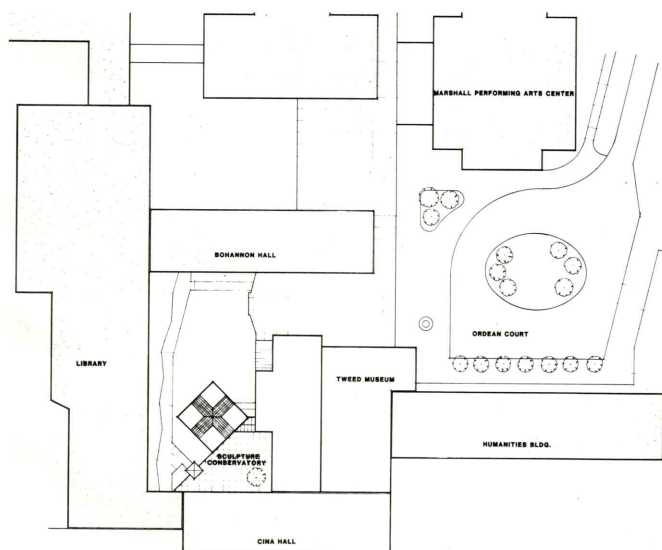 MARSHALL PERFORMING ARTS CENTER
BOHANNON HALL
ORDEAN COURT
LIBRARY
TWEED MUSEUM
HUMANITIES BLDG.
SCULPTURE
CONSERVATORY
CINA HALL